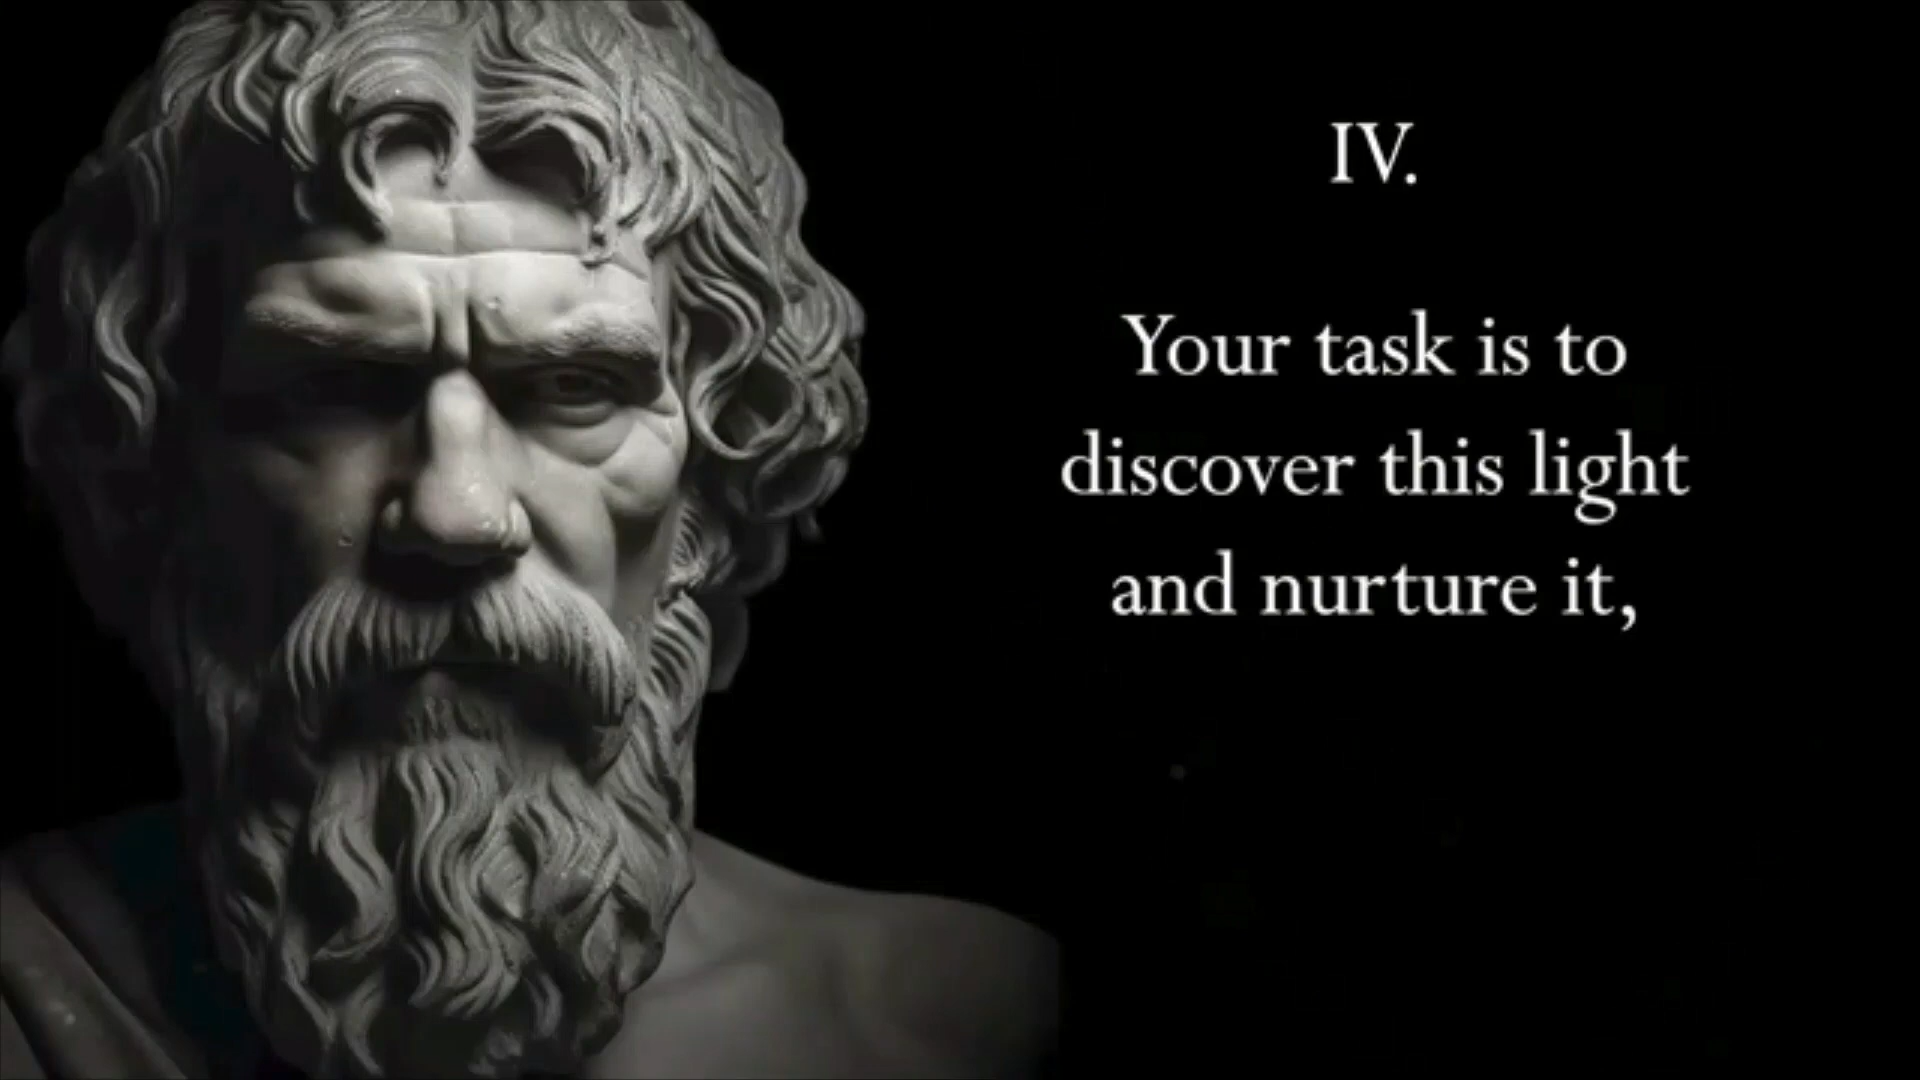 IV.
Your task is to
discover this light
and nurture it,